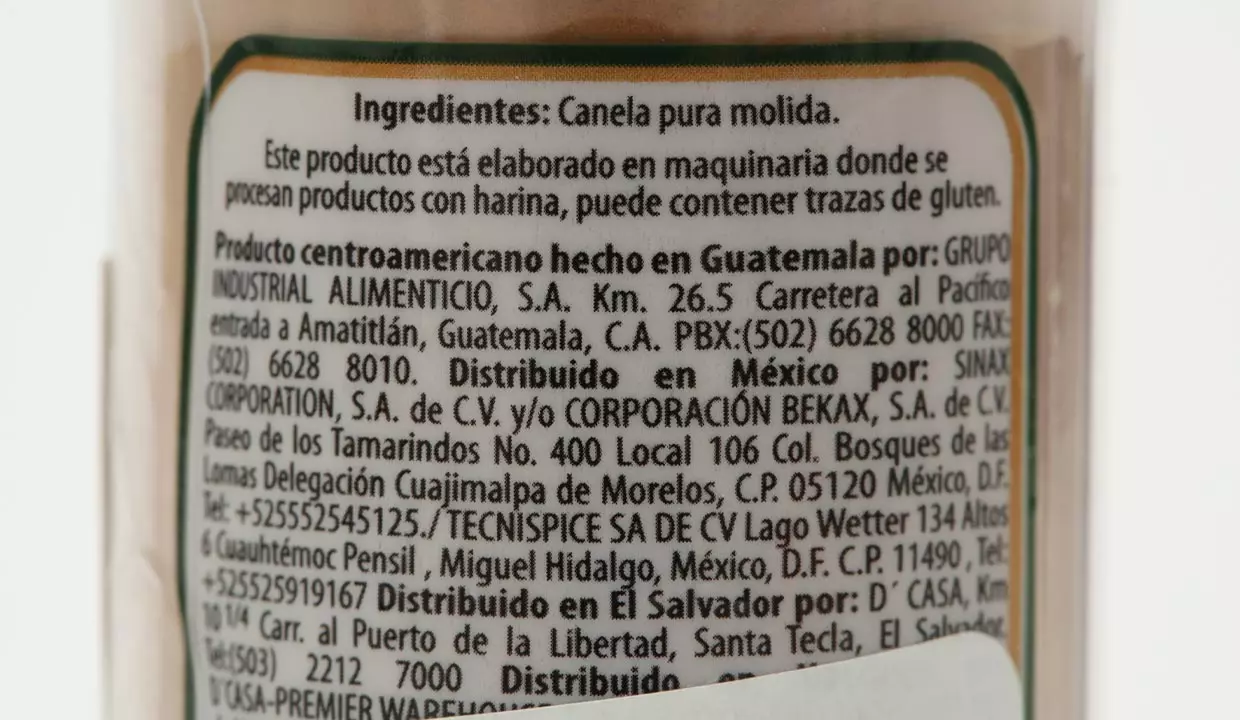 Ingredientes: Canela pura molida.
Este producto está elaborado en maquinaria donde se
procesan productos con harina, puede contener trazas de gluten.
Producto centroamericano hecho en Guatemala por: GRUPO
INDUSTRIAL ALIMENTICIO, S.A. Km. 26.5 Carretera al Pacífico
entrada a Amatitlán, Guatemala, C.A. PBX:(502) 6628 8000 FAX:
(502) 6628 8010. Distribuido en México por: SINAX
CORPORATION, S.A. de C.V. y/o CORPORACIÓN BEKAX, S.A. de C.V.
Paseo de los Tamarindos No. 400 Local 106 Col. Bosques de las
Lomas Delegación Cuajimalpa de Morelos, C.P. 05120 México, D.F.
Tel: +525552545125./ TECNISPICE SA DE CV Lago Wetter 134 Altos
6 Cuauhtémoc Pensil , Miguel Hidalgo, México, D.F. C.P. 11490, Tel:
+525525919167 Distribuido en El Salvador por: D´ CASA, Km
10 1/4 Carr. al Puerto de la Libertad, Santa Tecla, El Salvador.
Tel:(503) 2212 7000 Distribuido en
D´CASA-PREMIER